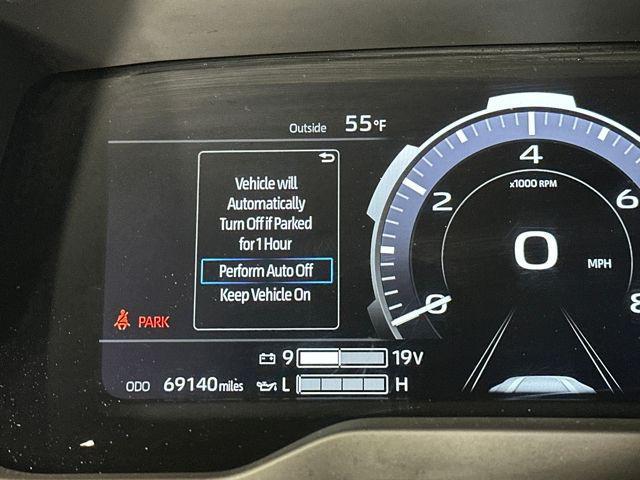 Outside 55°F
Vehicle will
Automatically
Turn Off if Parked
for 1 Hour
Perform Auto Off
Keep Vehicle On
PARK
9 19V
ODO 69140 miles
L H
4
x1000 RPM
2 6
0 MPH
0 8